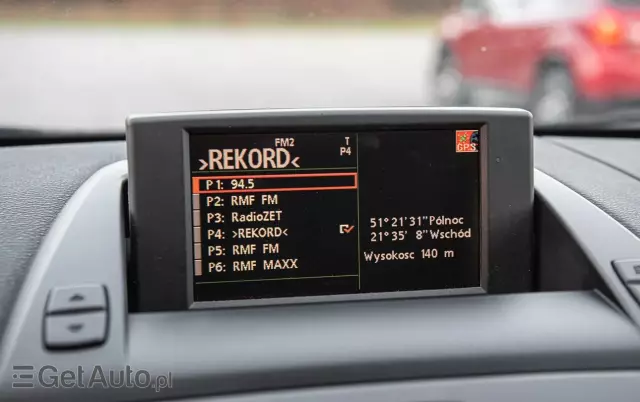 FM2
T
>REKORD<
P4
GPS
P1: 94.5
P2: RMF FM
P3: RadioZET
P4: >REKORD<
P5: RMF FM
P6: RMF MAXX
51°21'31"Północ
21°35' 8"Wschód
Wysokosc 140 m
GetAuto.pl